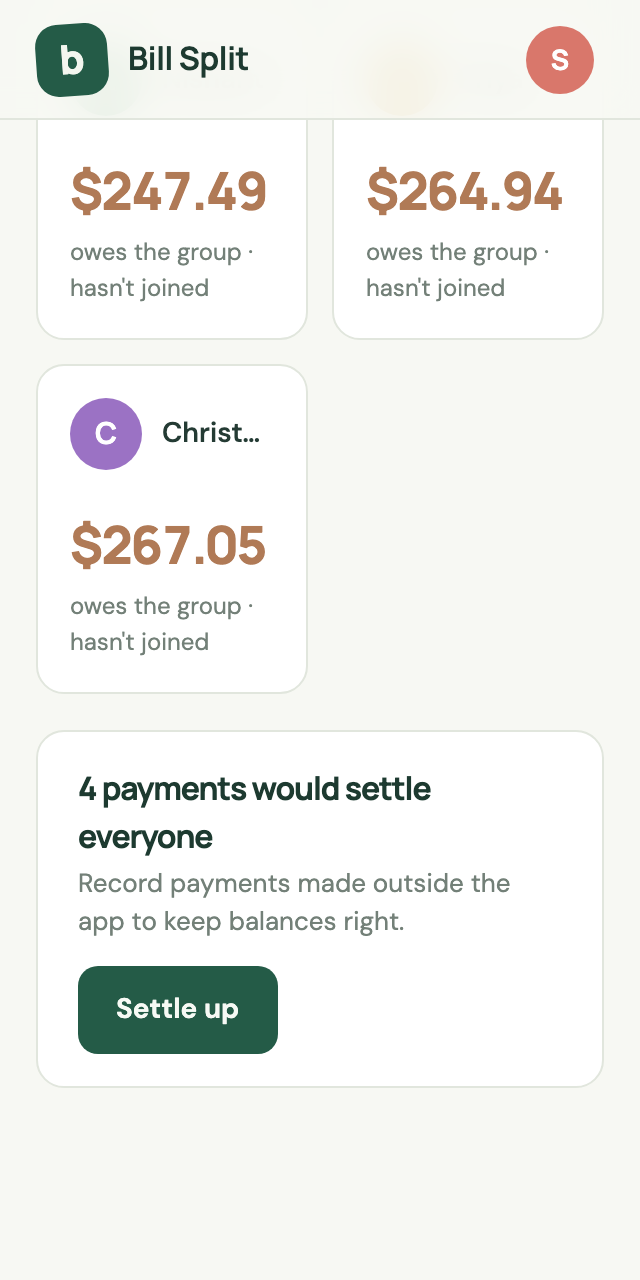 b Bill Split S
$247.49 $264.94
owes the group · owes the group ·
hasn't joined hasn't joined
C Christ...
$267.05
owes the group ·
hasn't joined
4 payments would settle
everyone
Record payments made outside the
app to keep balances right.
Settle up